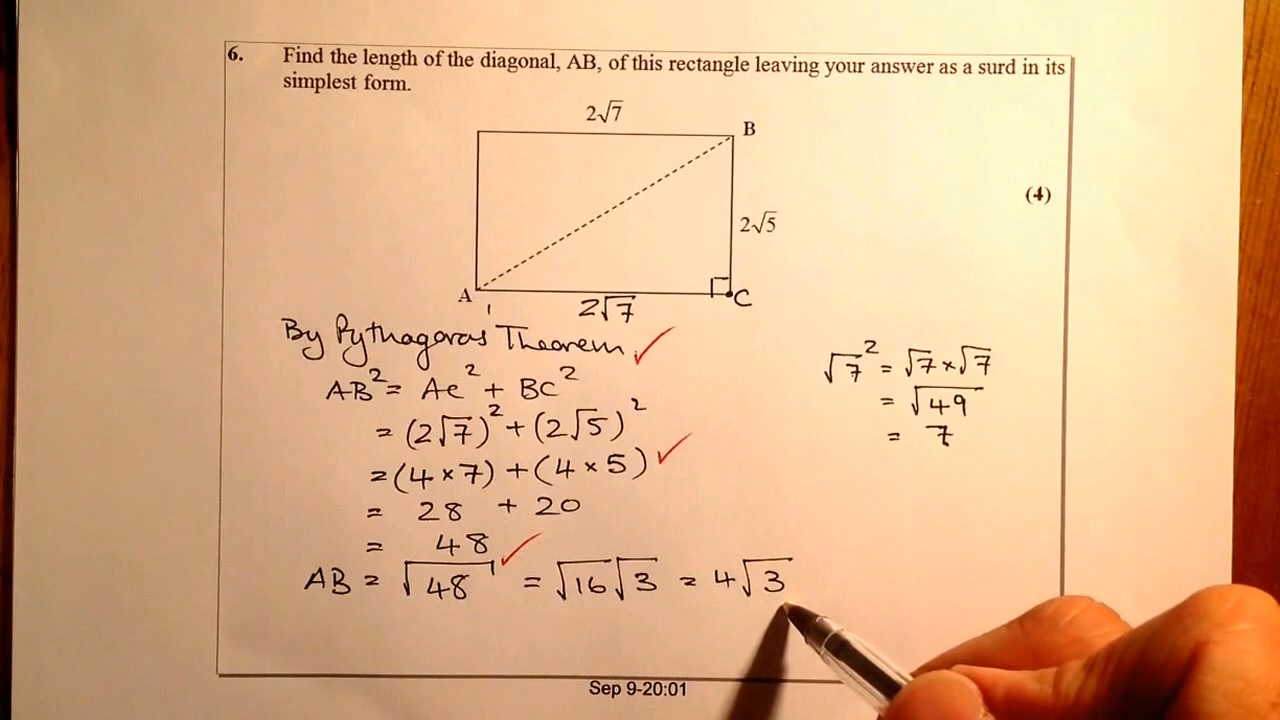 6. Find the length of the diagonal, AB, of this rectangle leaving your answer as a surd in its
simplest form.
2√7
B
(4)
2√5
A
C
2√7
By Pythagoras Theorem
AB² = AC² + BC²
= (2√7)² + (2√5)²
= (4 × 7) + (4 × 5)
= 28 + 20
= 48
AB = √48 = √16√3 = 4√3
√7² = √7 × √7
= √49
= 7
Sep 9-20:01